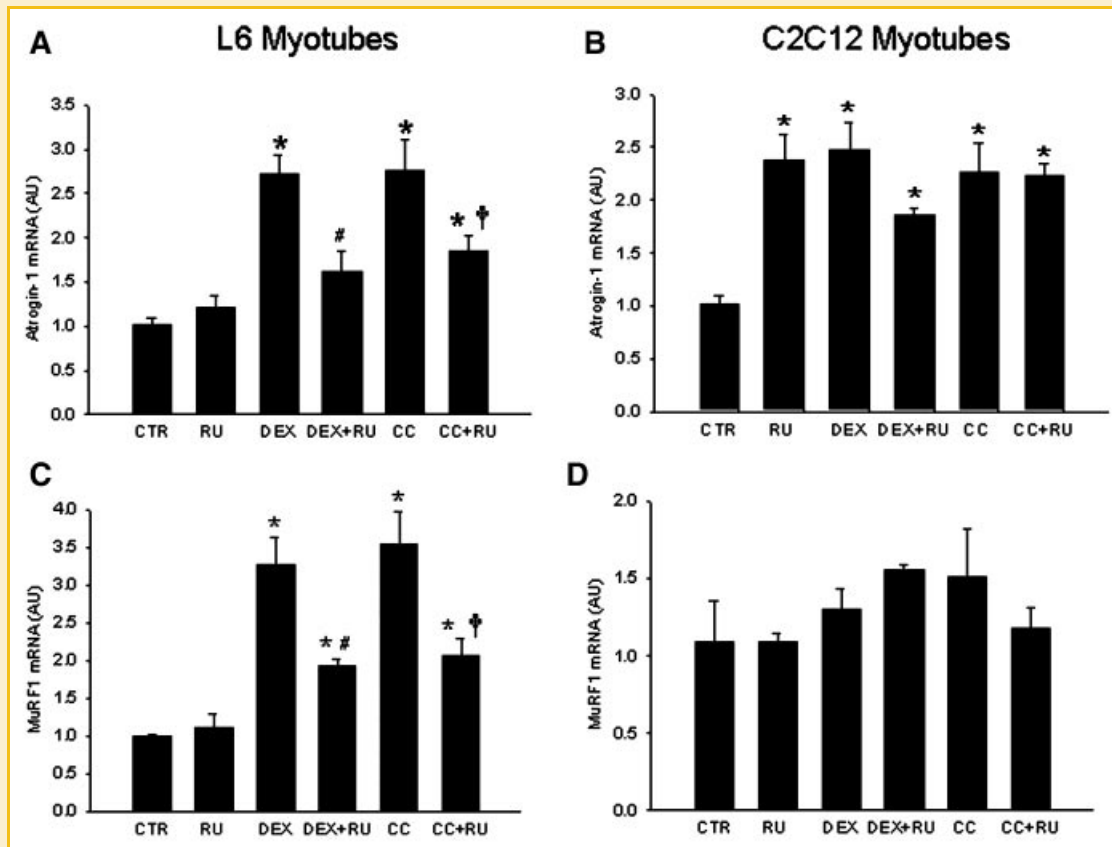 A L6 Myotubes
B C2C12 Myotubes
Atrogin-1 mRNA (AU)
3.5
3.0
2.5
2.0
1.5
1.0
0.5
0.0
* * # * †
CTR RU DEX DEX+RU CC CC+RU
Atrogin-1 mRNA (AU)
3.0
2.5
2.0
1.5
1.0
0.5
0.0
* * * * *
CTR RU DEX DEX+RU CC CC+RU
C
MuRF1 mRNA (AU)
4.0
3.5
3.0
2.5
2.0
1.5
1.0
0.5
0.0
* * # * * †
CTR RU DEX DEX+RU CC CC+RU
D
MuRF1 mRNA (AU)
2.0
1.5
1.0
0.5
0.0
CTR RU DEX DEX+RU CC CC+RU